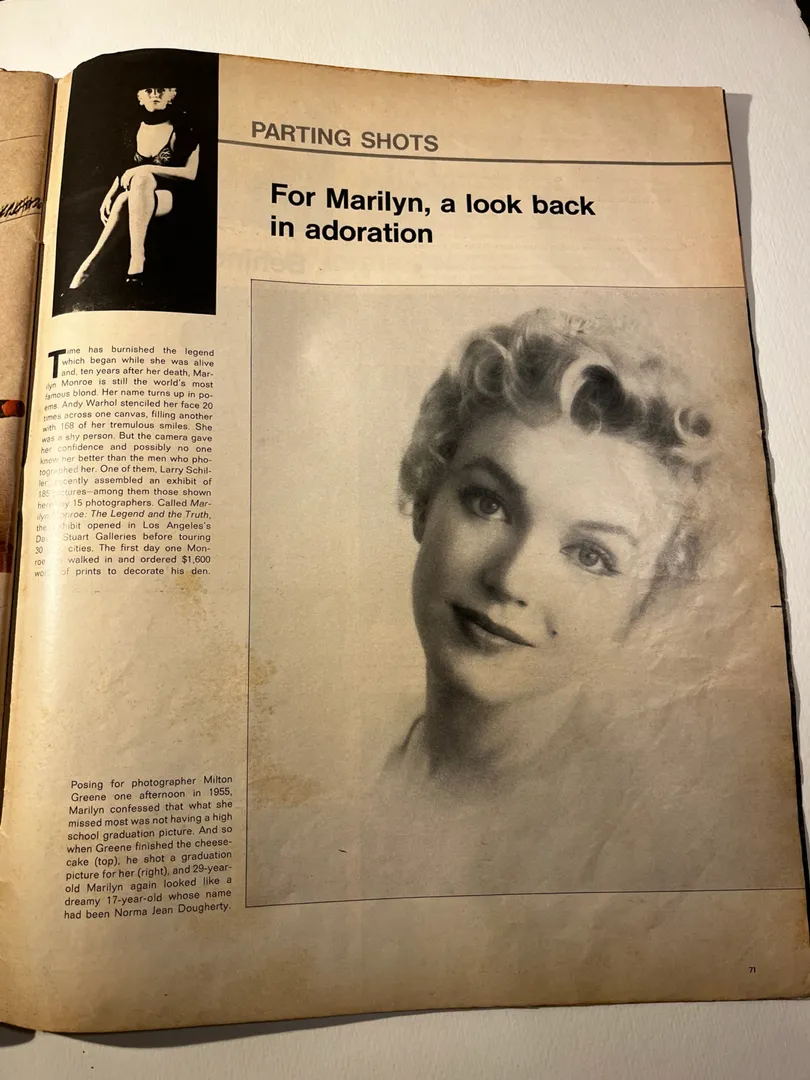 PARTING SHOTS
For Marilyn, a look back
in adoration
Time has burnished the legend
which began while she was alive
and, ten years after her death, Mar-
ilyn Monroe is still the world's most
famous blond. Her name turns up in po-
ems. Andy Warhol stenciled her face 20
times across one canvas, filling another
with 168 of her tremulous smiles. She
was a shy person. But the camera gave
her confidence and possibly no one
knew her better than the men who pho-
tographed her. One of them, Larry Schil-
ler, recently assembled an exhibit of
185 pictures—among them those shown
here by 15 photographers. Called Mar-
ilyn Monroe: The Legend and the Truth,
the exhibit opened in Los Angeles's
Stuart Galleries before touring
30 cities. The first day one Mon-
roe walked in and ordered $1,600
worth of prints to decorate his den.
Posing for photographer Milton
Greene one afternoon in 1955,
Marilyn confessed that what she
missed most was not having a high
school graduation picture. And so
when Greene finished the cheese-
cake (top), he shot a graduation
picture for her (right), and 29-year-
old Marilyn again looked like a
dreamy 17-year-old whose name
had been Norma Jean Dougherty.
71